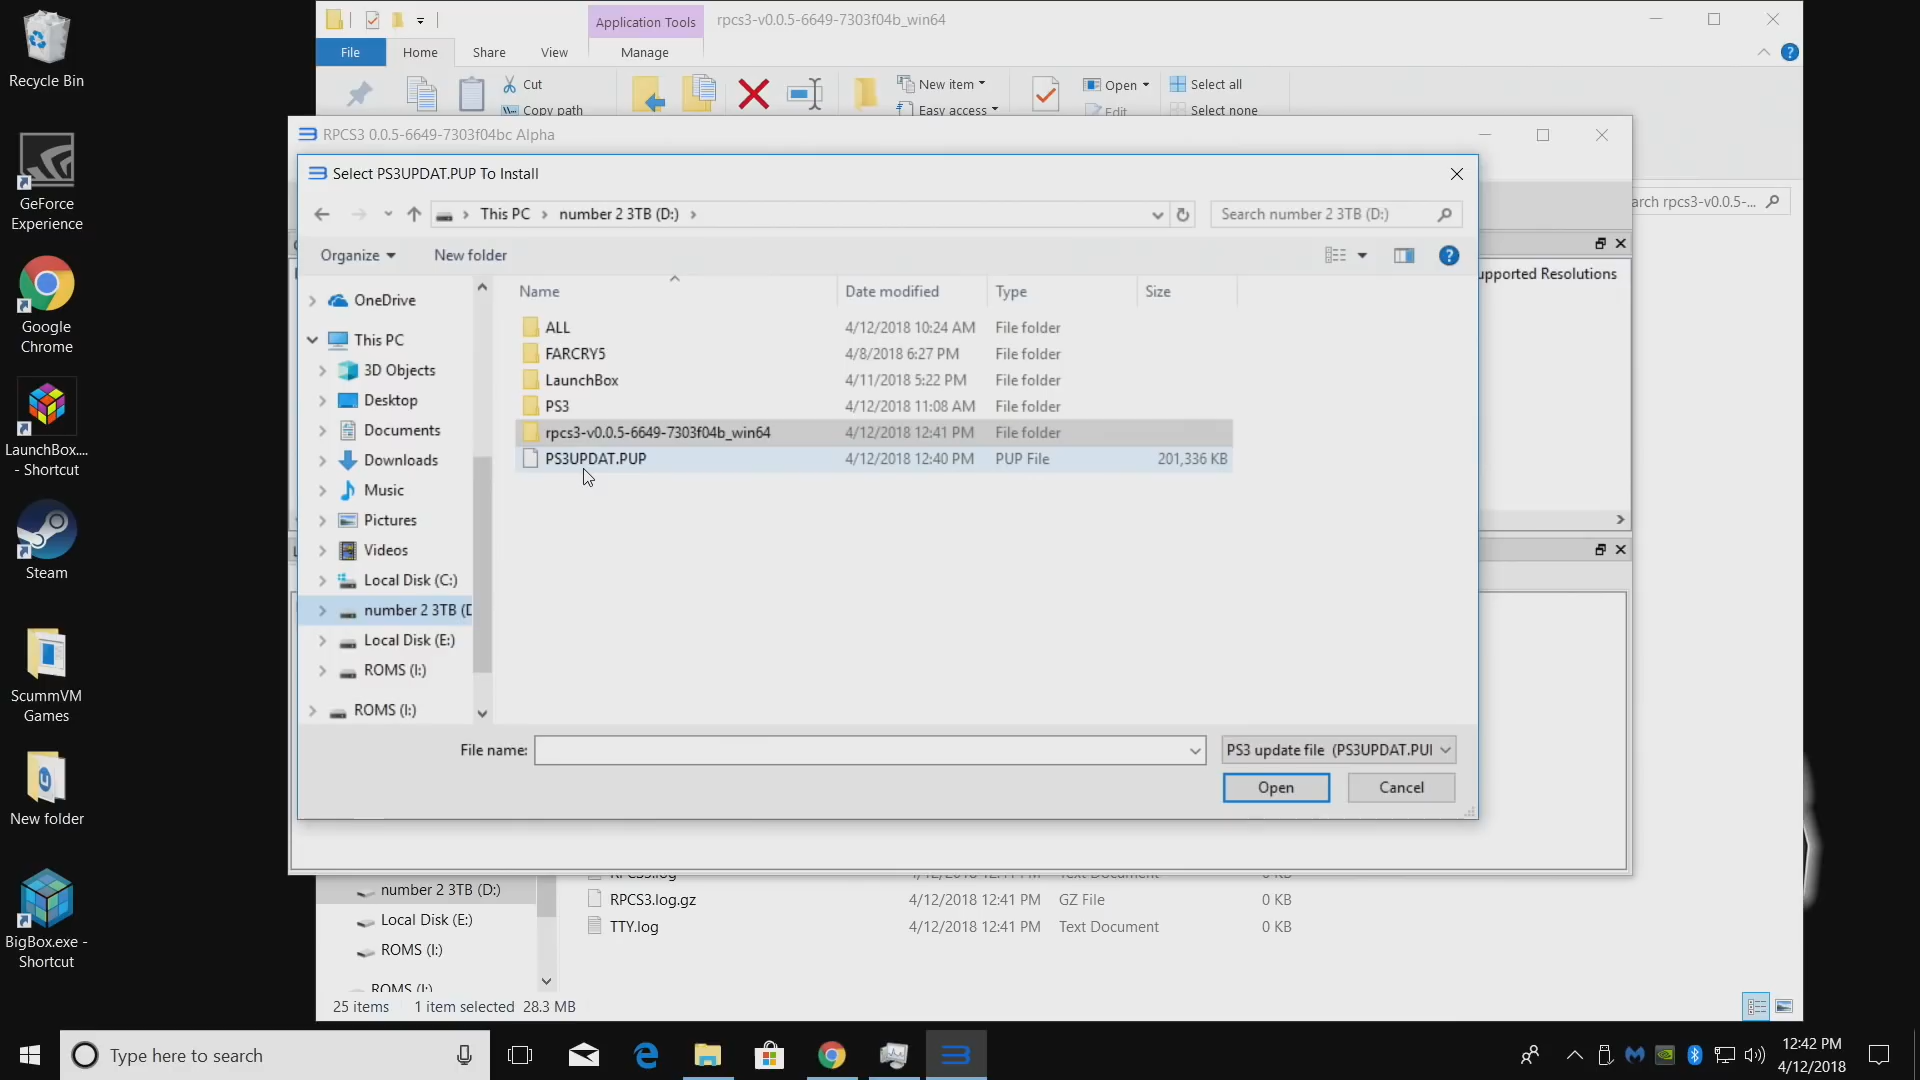 Recycle Bin
GeForce
Experience
Google
Chrome
LaunchBox....
- Shortcut
Steam
ScummVM
Games
New folder
BigBox.exe -
Shortcut
Application Tools
rpcs3-v0.0.5-6649-7303f04b_win64
File
Home
Share
View
Manage
Cut
Copy path
New item
Easy access
Open
Edit
Select all
Select none
RPCS3 0.0.5-6649-7303f04bc Alpha
arch rpcs3-v0.0.5-...
upported Resolutions
Select PS3UPDAT.PUP To Install
This PC
number 2 3TB (D:)
Search number 2 3TB (D:)
Organize
New folder
OneDrive
This PC
3D Objects
Desktop
Documents
Downloads
Music
Pictures
Videos
Local Disk (C:)
number 2 3TB (D
Local Disk (E:)
ROMS (I:)
ROMS (I:)
Name Date modified Type Size
ALL 4/12/2018 10:24 AM File folder
FARCRY5 4/8/2018 6:27 PM File folder
LaunchBox 4/11/2018 5:22 PM File folder
PS3 4/12/2018 11:08 AM File folder
rpcs3-v0.0.5-6649-7303f04b_win64 4/12/2018 12:41 PM File folder
PS3UPDAT.PUP 4/12/2018 12:40 PM PUP File 201,336 KB
File name:
PS3 update file (PS3UPDAT.PUI
Open
Cancel
number 2 3TB (D:)
Local Disk (E:)
ROMS (I:)
ROMS (I:)
RPCS3.log 4/12/2018 12:41 PM Text Document 0 KB
RPCS3.log.gz 4/12/2018 12:41 PM GZ File 0 KB
TTY.log 4/12/2018 12:41 PM Text Document 0 KB
25 items 1 item selected 28.3 MB
Type here to search
12:42 PM
4/12/2018